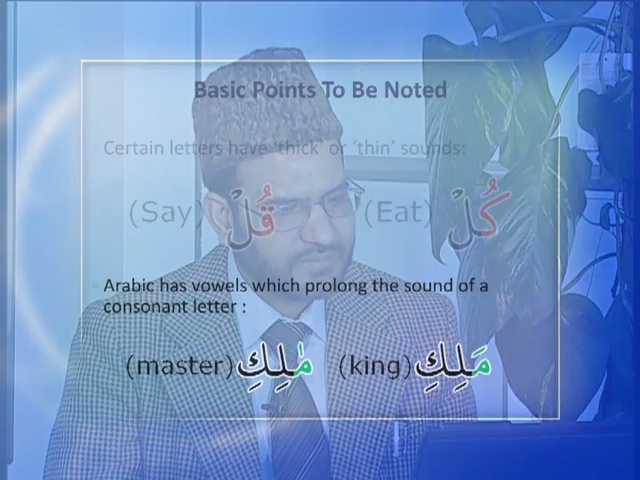 Basic Points To Be Noted
Certain letters have 'thick' or 'thin' sounds:
(Say) قُلْ (Eat) كُلْ
Arabic has vowels which prolong the sound of a
consonant letter :
(master) مٰلِكِ (king) مَلِكِ